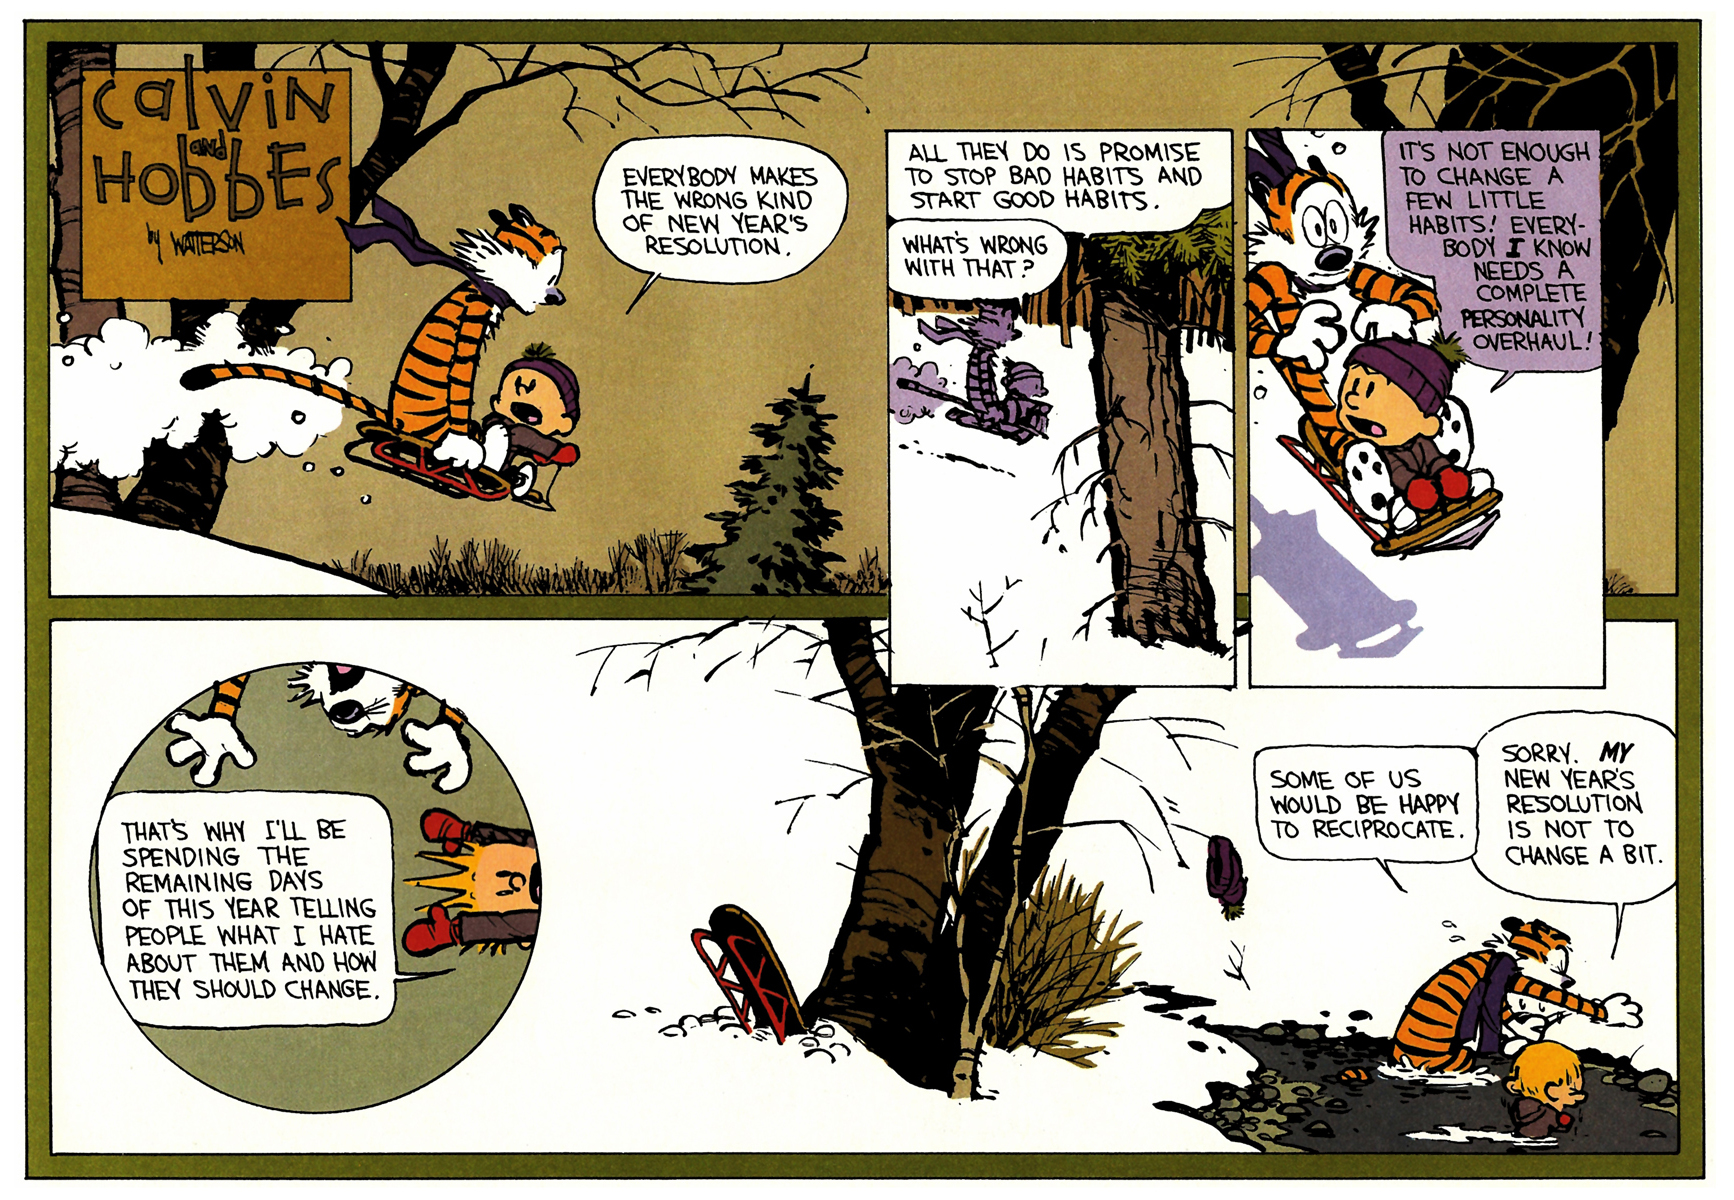 CALVIN
and
HOBBES
by WATTERSON
EVERYBODY MAKES
THE WRONG KIND
OF NEW YEAR'S
RESOLUTION.
ALL THEY DO IS PROMISE
TO STOP BAD HABITS AND
START GOOD HABITS.
WHAT'S WRONG
WITH THAT?
IT'S NOT ENOUGH
TO CHANGE A
FEW LITTLE
HABITS! EVERY-
BODY I KNOW
NEEDS A
COMPLETE
PERSONALITY
OVERHAUL!
THAT'S WHY I'LL BE
SPENDING THE
REMAINING DAYS
OF THIS YEAR TELLING
PEOPLE WHAT I HATE
ABOUT THEM AND HOW
THEY SHOULD CHANGE.
SOME OF US
WOULD BE HAPPY
TO RECIPROCATE.
SORRY. MY
NEW YEAR'S
RESOLUTION
IS NOT TO
CHANGE A BIT.